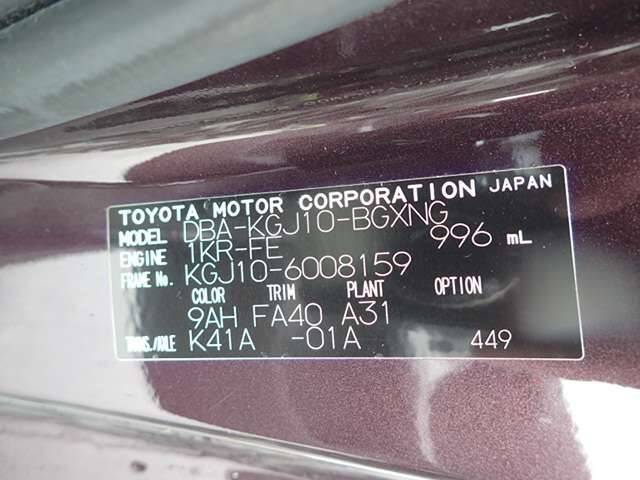 TOYOTA MOTOR CORPORATION JAPAN
MODEL DBA-KGJ10-BGXNG
ENGINE 1KR-FE 996 mL
FRAME No. KGJ10-6008159
COLOR TRIM PLANT OPTION
9AH FA40 A31
TRANS./AXLE K41A -01A 449